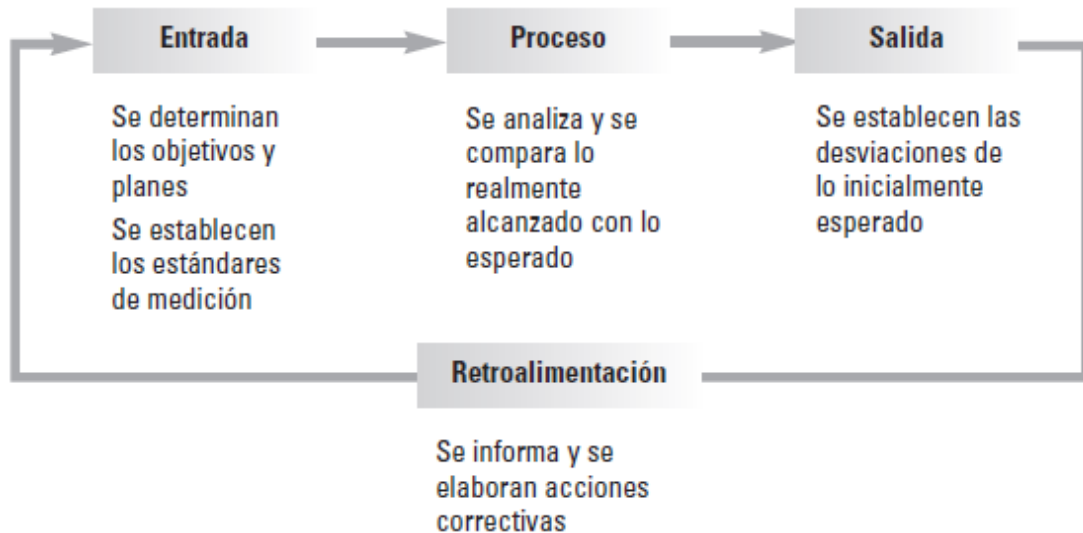 Entrada
Se determinan
los objetivos y
planes
Se establecen
los estándares
de medición
Proceso
Se analiza y se
compara lo
realmente
alcanzado con lo
esperado
Salida
Se establecen las
desviaciones de
lo inicialmente
esperado
Retroalimentación
Se informa y se
elaboran acciones
correctivas